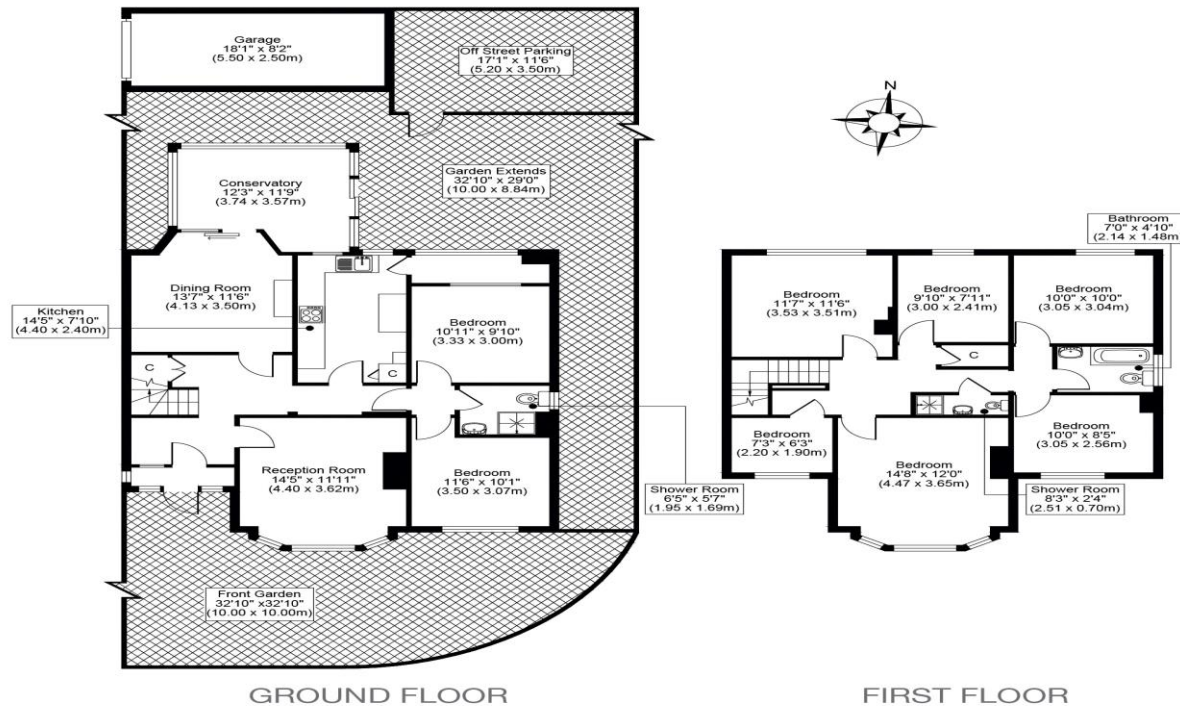 Garage
18'1" x 8'2"
(5.50 x 2.50m)
Off Street Parking
17'1" x 11'6"
(5.20 x 3.50m)
Conservatory
12'3" x 11'9"
(3.74 x 3.57m)
Garden Extends
32'10" x 29'0"
(10.00 x 8.84m)
Dining Room
13'7" x 11'6"
(4.13 x 3.50m)
Kitchen
14'5" x 7'10"
(4.40 x 2.40m)
Bedroom
10'11" x 9'10"
(3.33 x 3.00m)
C
C
Reception Room
14'5" x 11'11"
(4.40 x 3.62m)
Bedroom
11'6" x 10'1"
(3.50 x 3.07m)
Shower Room
6'5" x 5'7"
(1.95 x 1.69m)
Front Garden
32'10" x32'10"
(10.00 x 10.00m)
GROUND FLOOR
N
Bathroom
7'0" x 4'10"
(2.14 x 1.48m)
Bedroom
11'7" x 11'6"
(3.53 x 3.51m)
Bedroom
9'10" x 7'11"
(3.00 x 2.41m)
Bedroom
10'0" x 10'0"
(3.05 x 3.04m)
C
Bedroom
7'3" x 6'3"
(2.20 x 1.90m)
Bedroom
14'8" x 12'0"
(4.47 x 3.65m)
Bedroom
10'0" x 8'5"
(3.05 x 2.56m)
Shower Room
8'3" x 2'4"
(2.51 x 0.70m)
FIRST FLOOR